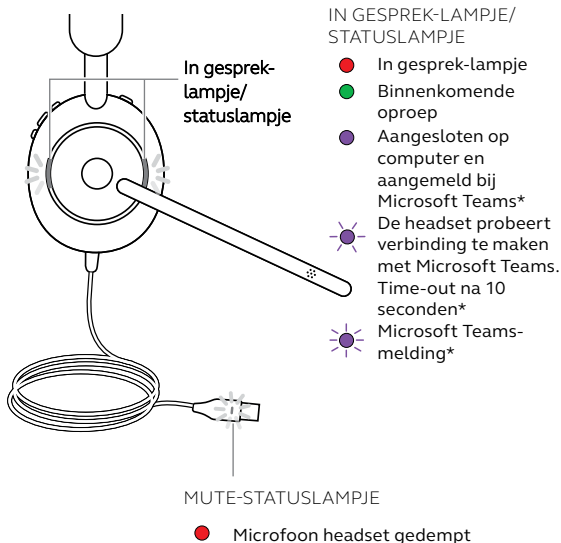 IN GESPREK-LAMPJE/
STATUSLAMPJE
In gesprek-
lampje/
statuslampje
In gesprek-lampje
Binnenkomende
oproep
Aangesloten op
computer en
aangemeld bij
Microsoft Teams*
De headset probeert
verbinding te maken
met Microsoft Teams.
Time-out na 10
seconden*
Microsoft Teams-
melding*
MUTE-STATUSLAMPJE
Microfoon headset gedempt